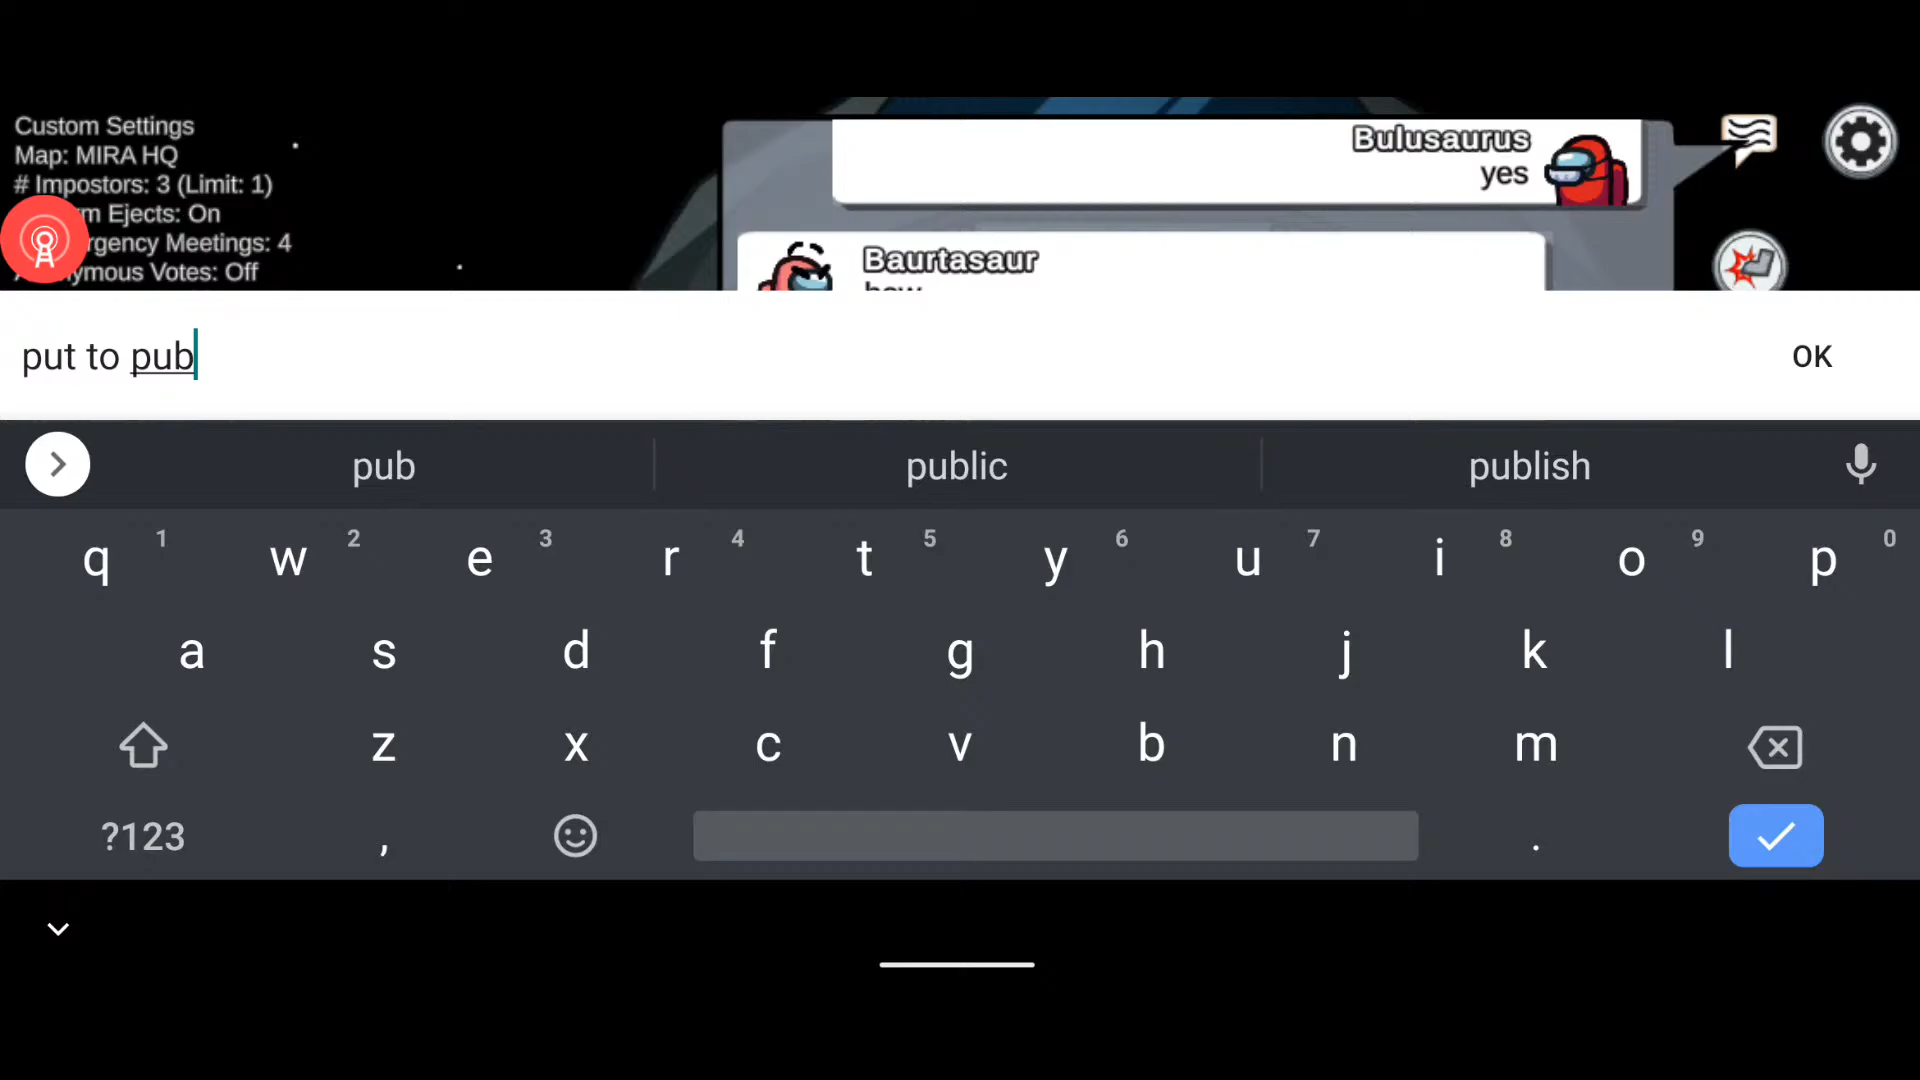 Custom Settings
Map: MIRA HQ
# Impostors: 3 (Limit: 1)
m Ejects: On
rgency Meetings: 4
ymous Votes: Off
Bulusaurus
yes
Baurtasaur
how
put to pub
OK
pub public publish
q 1 w 2 e 3 r 4 t 5 y 6 u 7 i 8 o 9 p 0
a s d f g h j k l
z x c v b n m
?123 , .